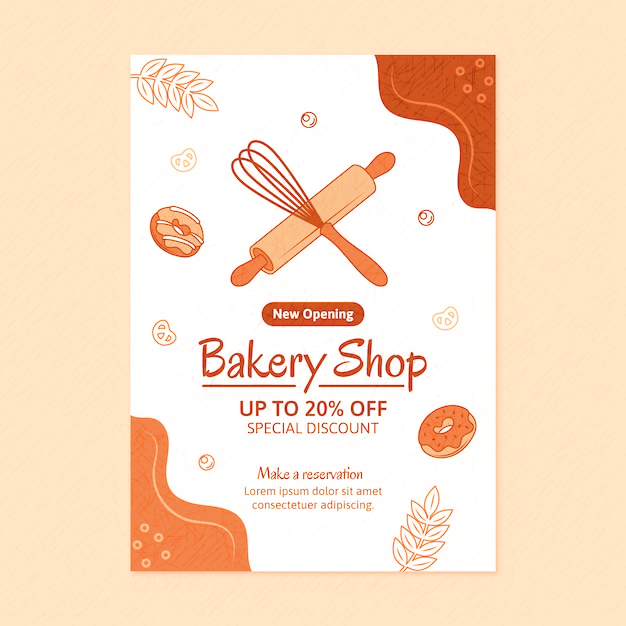 New Opening
Bakery Shop
UP TO 20% OFF
SPECIAL DISCOUNT
Make a reservation
Lorem ipsum dolor sit amet,
consectetuer adipiscing.